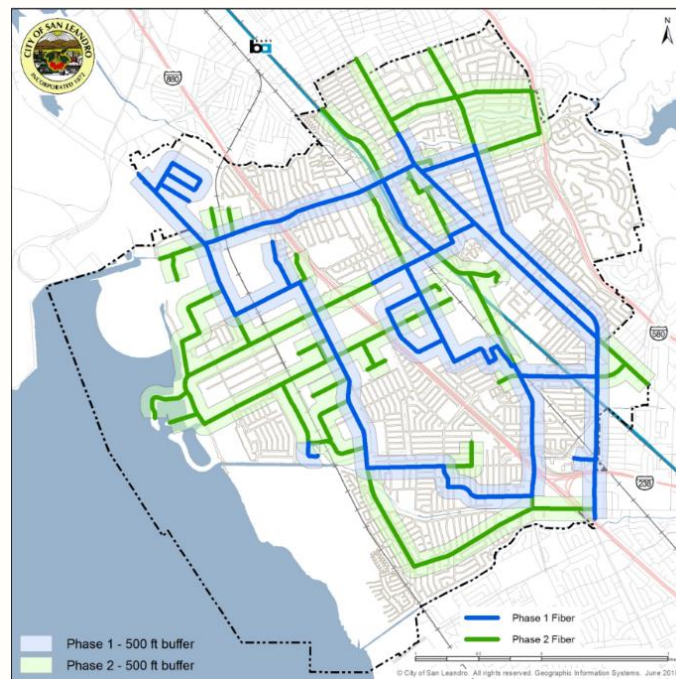 CITY OF SAN LEANDRO
INCORPORATED 1872
ba
N
880
580
238
Phase 1 Fiber
Phase 2 Fiber
Phase 1 - 500 ft buffer
Phase 2 - 500 ft buffer
© City of San Leandro. All rights reserved. Geographic Information Systems. June